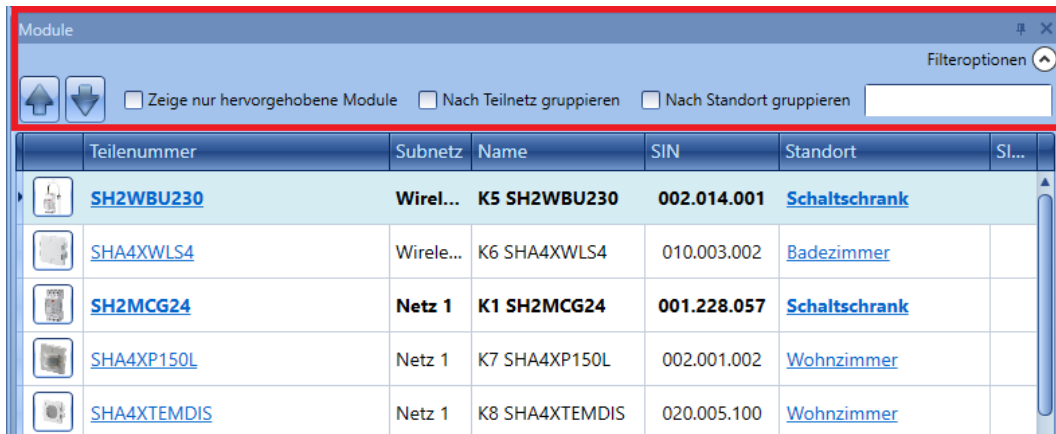 Module
Filteroptionen
Zeige nur hervorgehobene Module Nach Teilnetz gruppieren Nach Standort gruppieren
Teilenummer Subnetz Name SIN Standort SI...
SH2WBU230 Wirel... K5 SH2WBU230 002.014.001 Schaltschrank
SHA4XWLS4 Wirele... K6 SHA4XWLS4 010.003.002 Badezimmer
SH2MCG24 Netz 1 K1 SH2MCG24 001.228.057 Schaltschrank
SHA4XP150L Netz 1 K7 SHA4XP150L 002.001.002 Wohnzimmer
SHA4XTEMDIS Netz 1 K8 SHA4XTEMDIS 020.005.100 Wohnzimmer